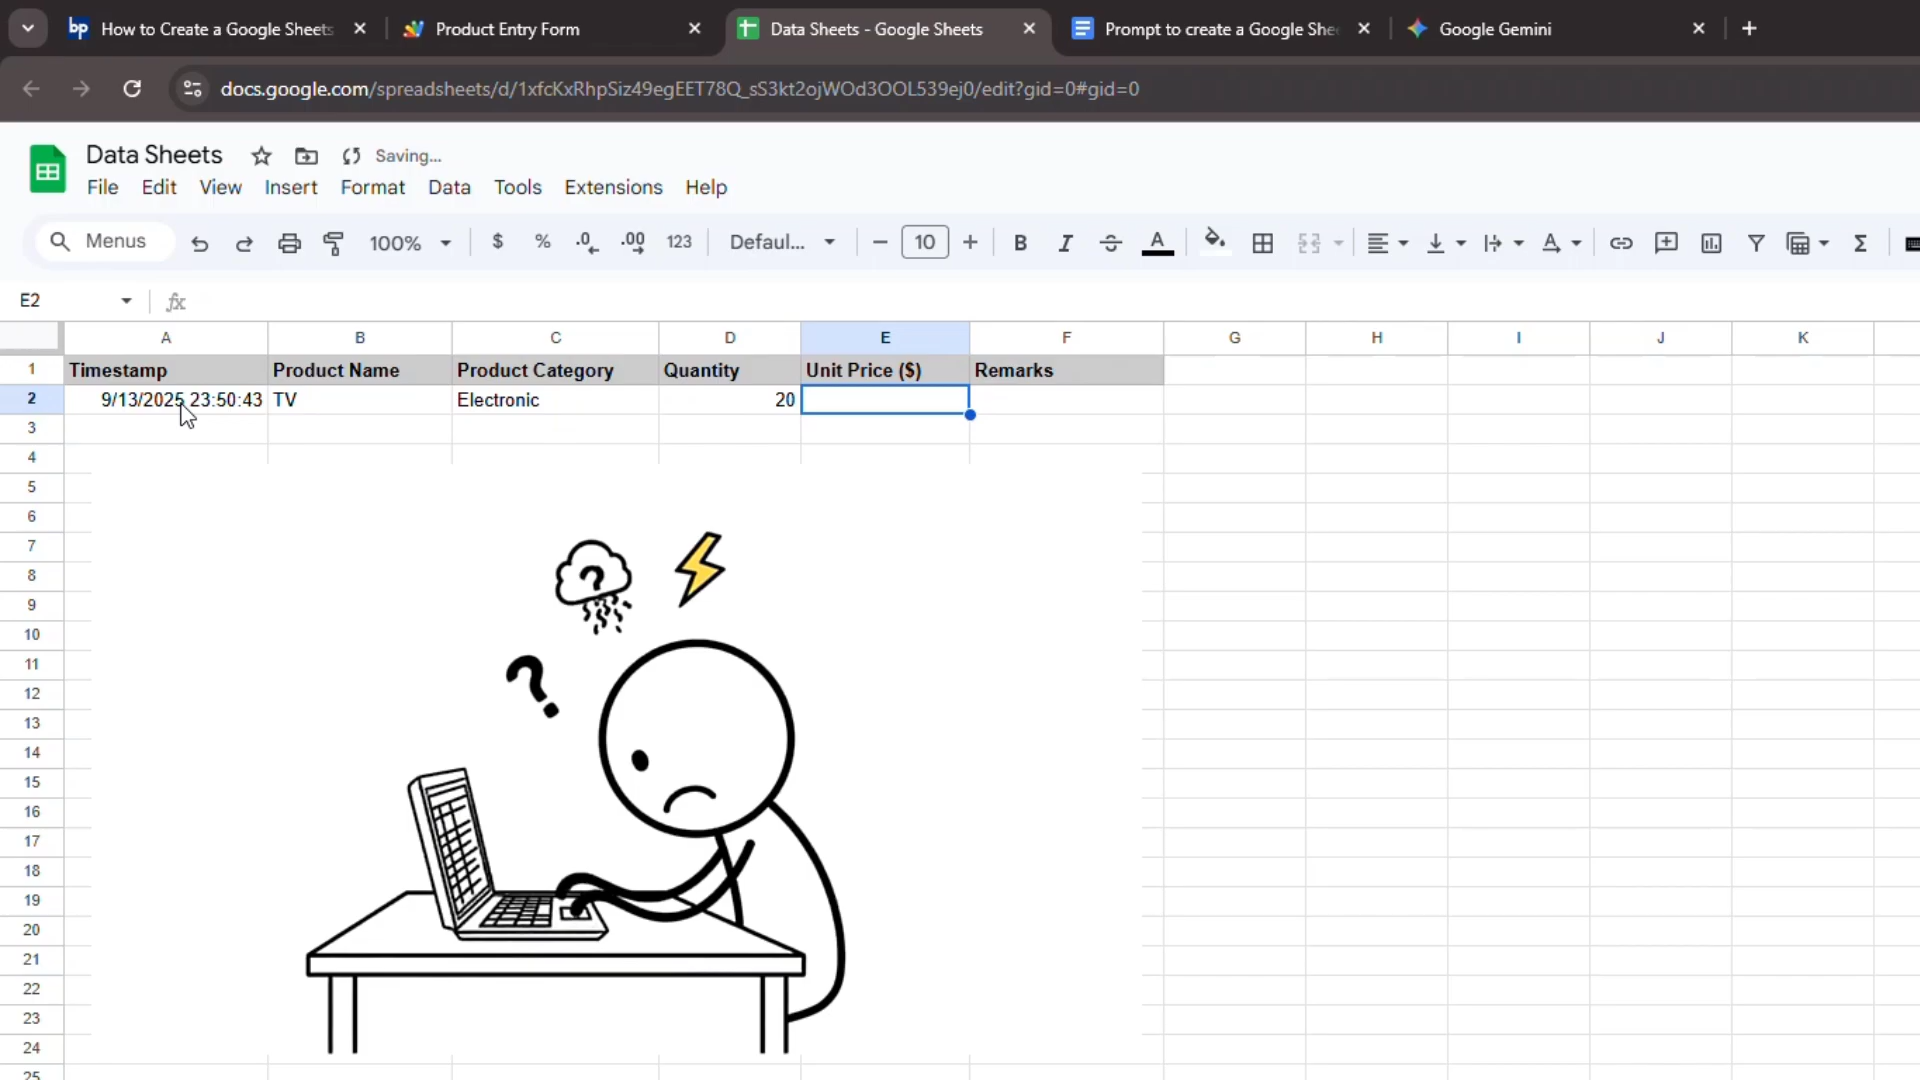 How to Create a Google Sheets
Product Entry Form
Data Sheets - Google Sheets
Prompt to create a Google She
Google Gemini
docs.google.com/spreadsheets/d/1xfcKxRhpSiz49egEET78Q_sS3kt2ojWOd3OOL539ej0/edit?gid=0#gid=0
Data Sheets
Saving...
File Edit View Insert Format Data Tools Extensions Help
Menus
100%
$ % .0 .00 123
Defaul...
10
B I A
E2
fx
A B C D E F G H I J K
1 Timestamp Product Name Product Category Quantity Unit Price ($) Remarks
2 9/13/2025 23:50:43 TV Electronic 20
3
4
5
6
7
8
9
10
11
12
13
14
15
16
17
18
19
20
21
22
23
24
25
?
?